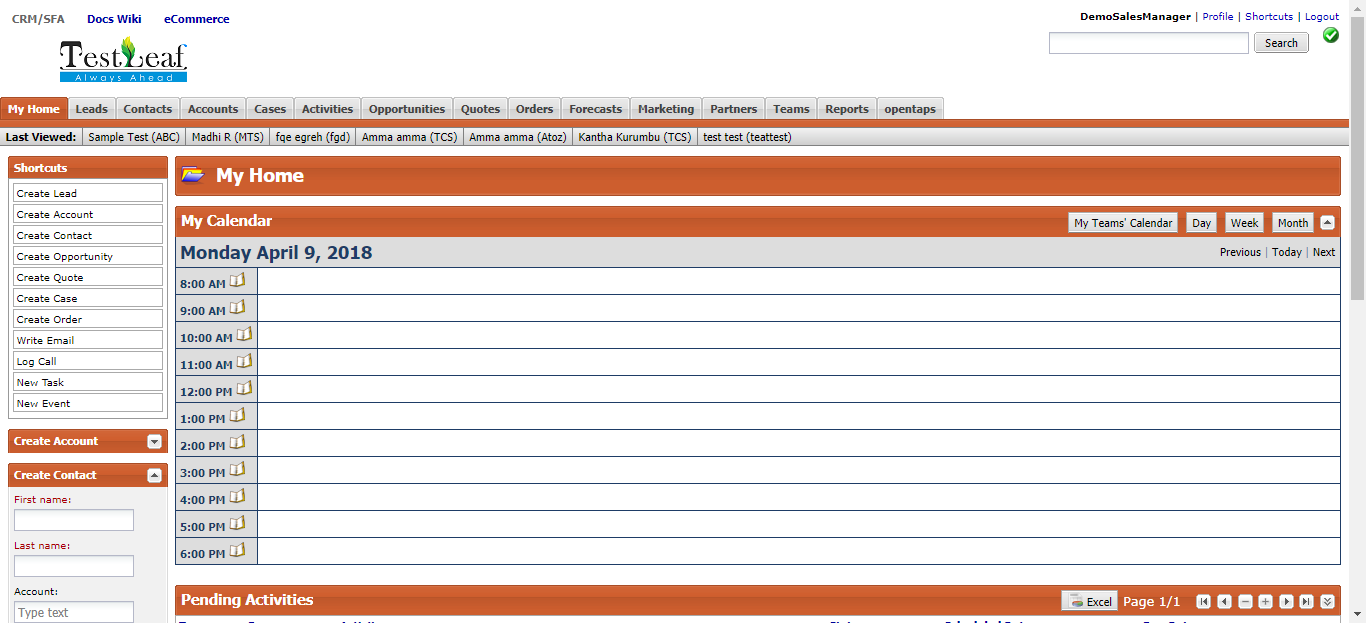 CRM/SFA Docs Wiki eCommerce
DemoSalesManager | Profile | Shortcuts | Logout
TestLeaf
Always Ahead
Search
My Home Leads Contacts Accounts Cases Activities Opportunities Quotes Orders Forecasts Marketing Partners Teams Reports opentaps
Last Viewed: Sample Test (ABC) Madhi R (MTS) fqe egreh (fgd) Amma amma (TCS) Amma amma (Atoz) Kantha Kurumbu (TCS) test test (teattest)
Shortcuts
Create Lead
Create Account
Create Contact
Create Opportunity
Create Quote
Create Case
Create Order
Write Email
Log Call
New Task
New Event
Create Account
Create Contact
First name:
Last name:
Account:
Type text
My Home
My Calendar
My Teams' Calendar Day Week Month
Monday April 9, 2018
Previous | Today | Next
8:00 AM
9:00 AM
10:00 AM
11:00 AM
12:00 PM
1:00 PM
2:00 PM
3:00 PM
4:00 PM
5:00 PM
6:00 PM
Pending Activities
Excel Page 1/1